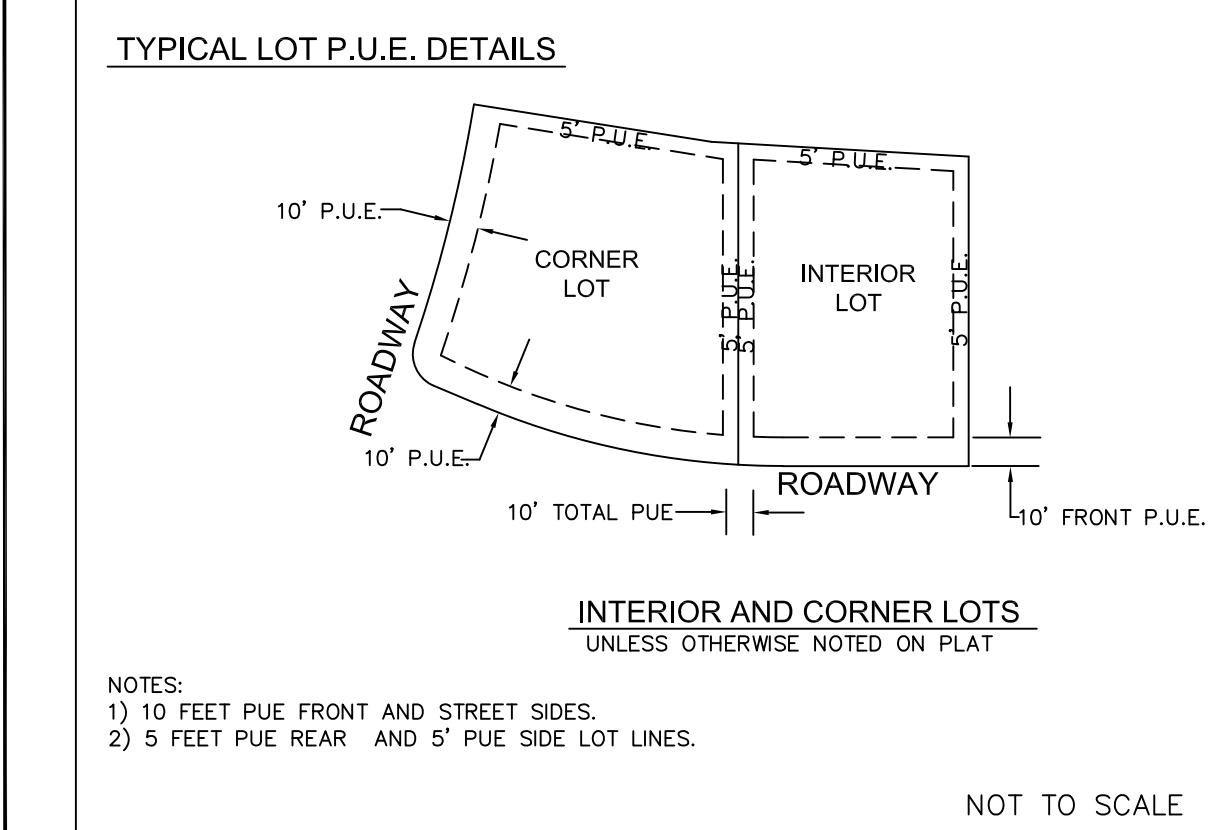 TYPICAL LOT P.U.E. DETAILS
5' P.U.E.
5' P.U.E.
10' P.U.E.
CORNER
LOT
INTERIOR
LOT
5' P.U.E.
5' P.U.E.
5' P.U.E.
ROADWAY
10' P.U.E.
ROADWAY
10' TOTAL PUE
10' FRONT P.U.E.
INTERIOR AND CORNER LOTS
UNLESS OTHERWISE NOTED ON PLAT
NOTES:
1) 10 FEET PUE FRONT AND STREET SIDES.
2) 5 FEET PUE REAR AND 5' PUE SIDE LOT LINES.
NOT TO SCALE